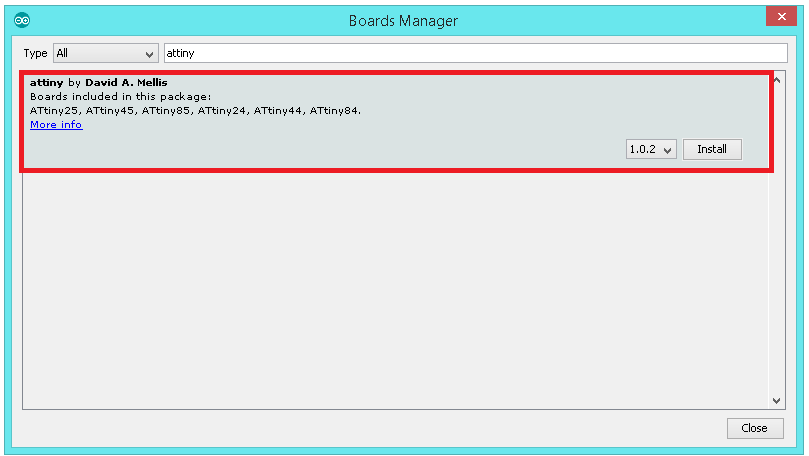 Boards Manager
Type All attiny
attiny by David A. Mellis
Boards included in this package:
ATtiny25, ATtiny45, ATtiny85, ATtiny24, ATtiny44, ATtiny84.
More info
1.0.2 Install
Close